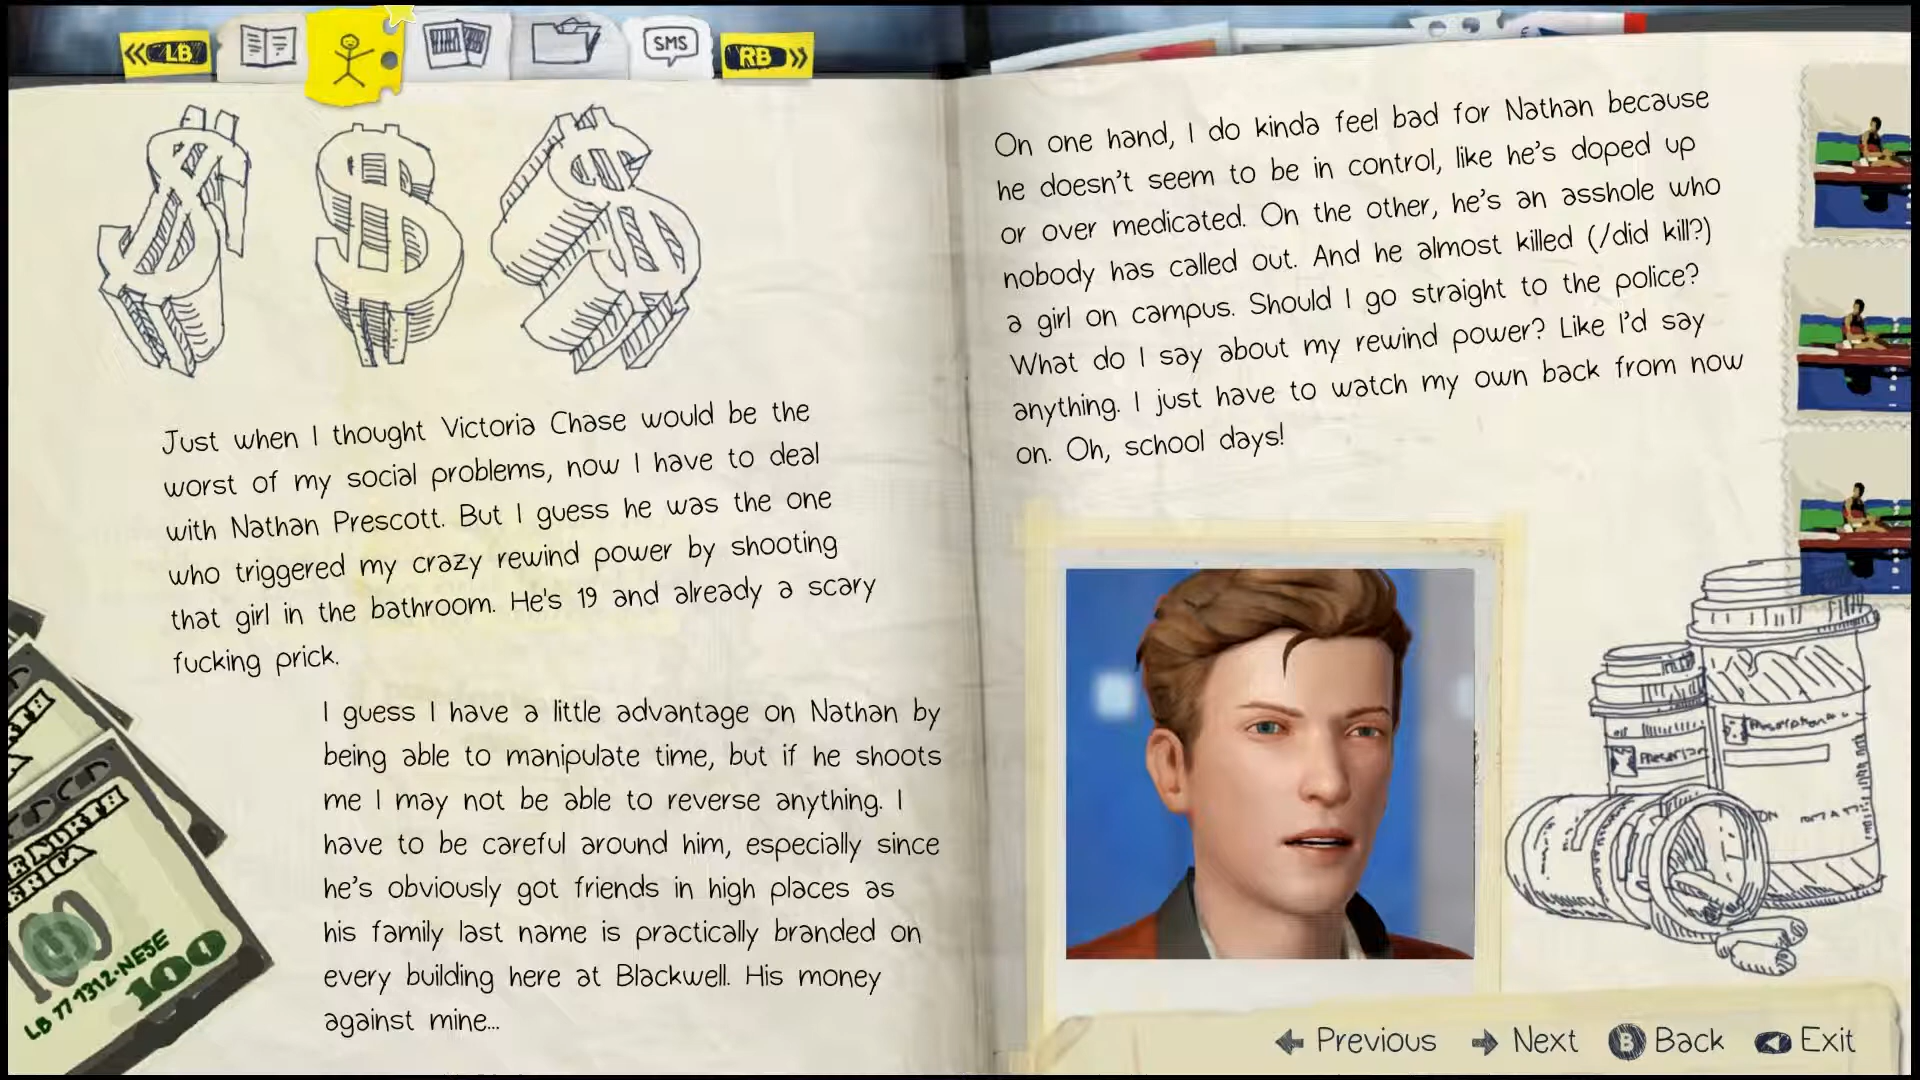 LB
SMS
RB
Just when I thought Victoria Chase would be the
worst of my social problems, now I have to deal
with Nathan Prescott. But I guess he was the one
who triggered my crazy rewind power by shooting
that girl in the bathroom. He's 19 and already a scary
fucking prick.
I guess I have a little advantage on Nathan by
being able to manipulate time, but if he shoots
me I may not be able to reverse anything. I
have to be careful around him, especially since
he's obviously got friends in high places as
his family last name is practically branded on
every building here at Blackwell. His money
against mine...
100
LB 77 1312-NE3E
100
On one hand, I do kinda feel bad for Nathan because
he doesn't seem to be in control, like he's doped up
or over medicated. On the other, he's an asshole who
nobody has called out. And he almost killed (/did kill?)
a girl on campus. Should I go straight to the police?
What do I say about my rewind power? Like I'd say
anything. I just have to watch my own back from now
on. Oh, school days!
Previous Next B Back Exit